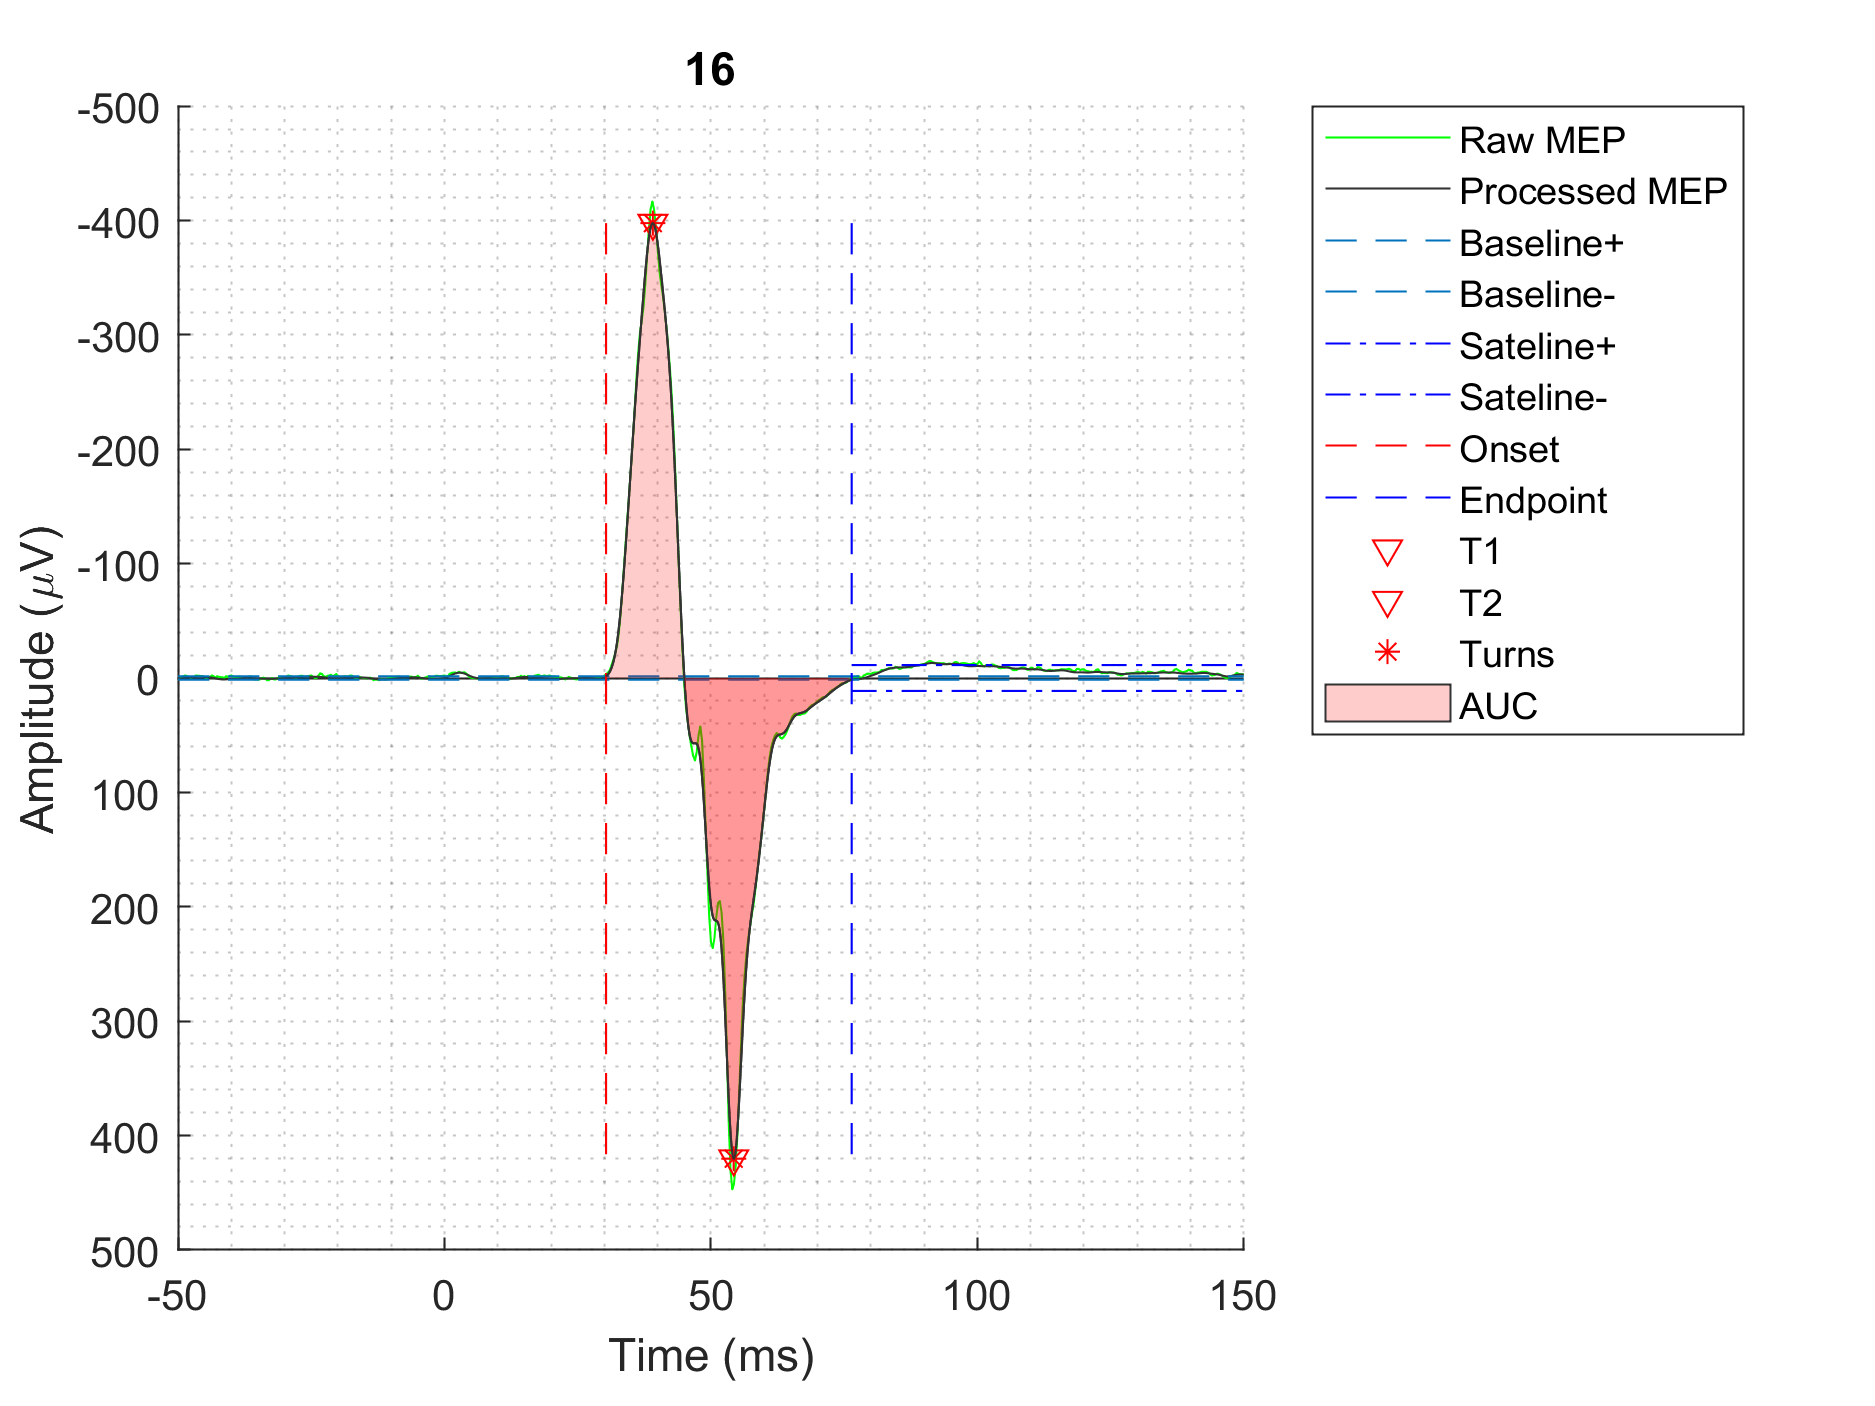 16
-500
-400
-300
-200
-100
0
100
200
300
400
500
Amplitude (μV)
-50 0 50 100 150
Time (ms)
Raw MEP
Processed MEP
Baseline+
Baseline-
Sateline+
Sateline-
Onset
Endpoint
T1
T2
Turns
AUC